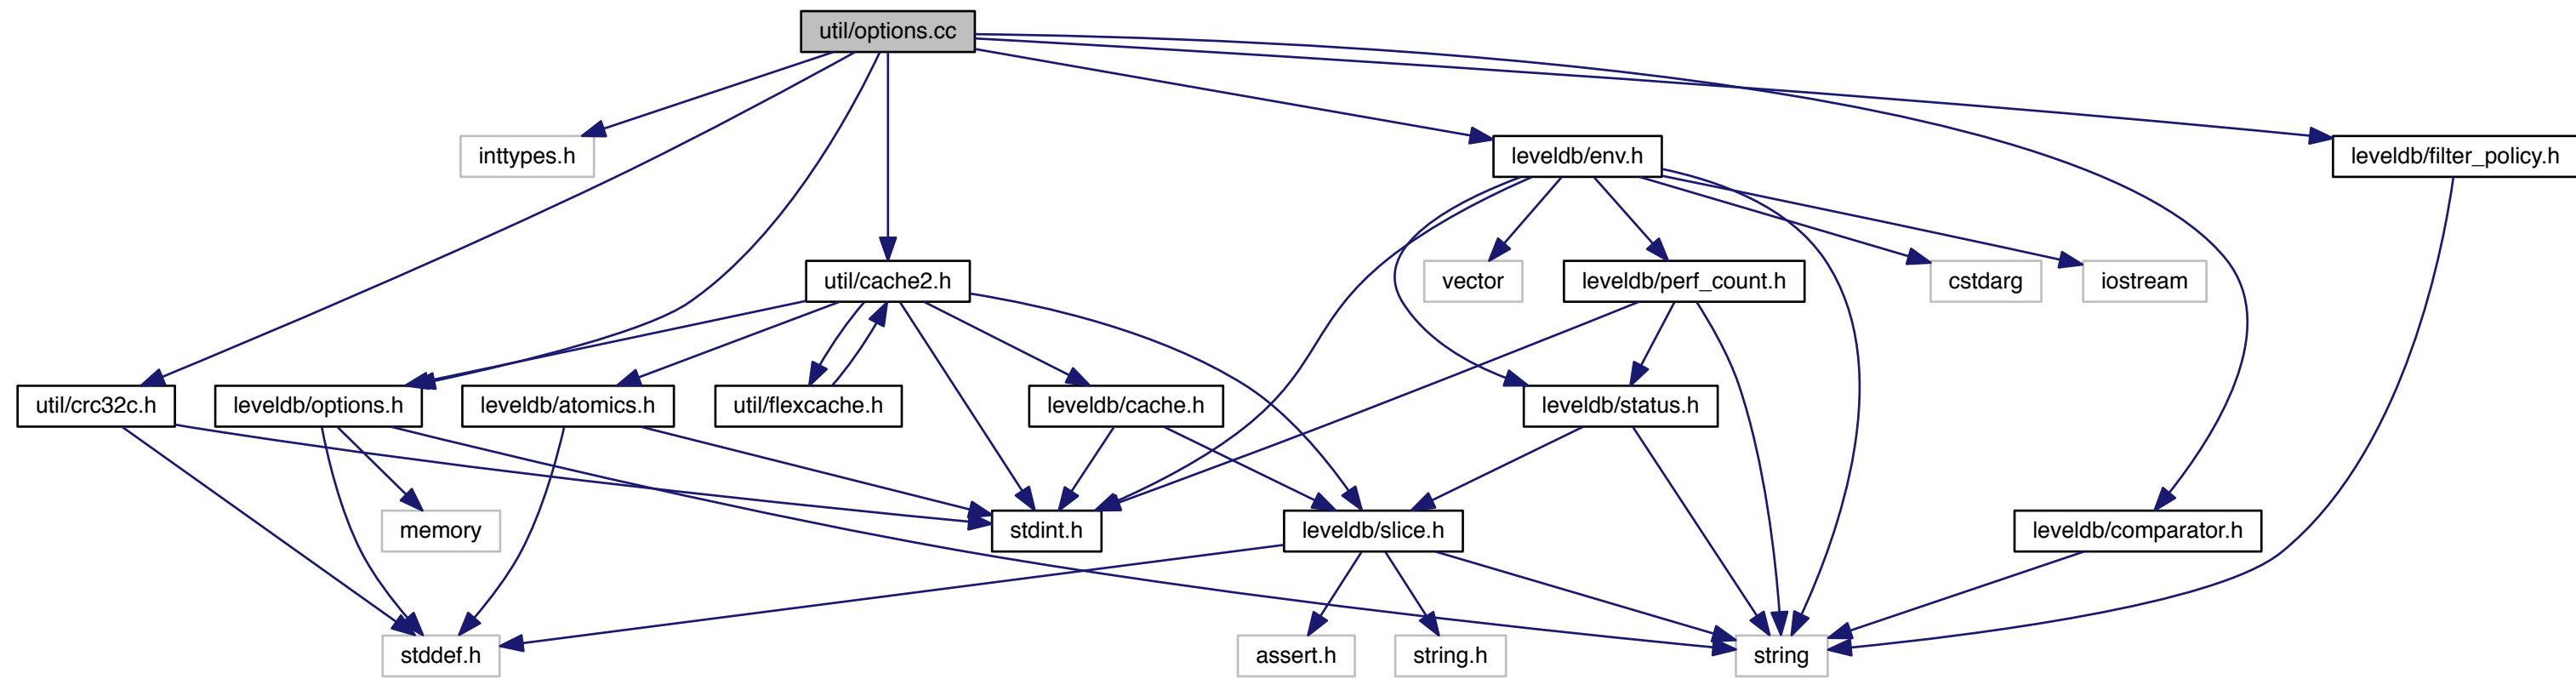 util/options.cc
inttypes.h
leveldb/env.h
leveldb/filter_policy.h
util/cache2.h
vector
leveldb/perf_count.h
cstdarg
iostream
util/crc32c.h
leveldb/options.h
leveldb/atomics.h
util/flexcache.h
leveldb/cache.h
leveldb/status.h
memory
stdint.h
leveldb/slice.h
leveldb/comparator.h
stddef.h
assert.h
string.h
string